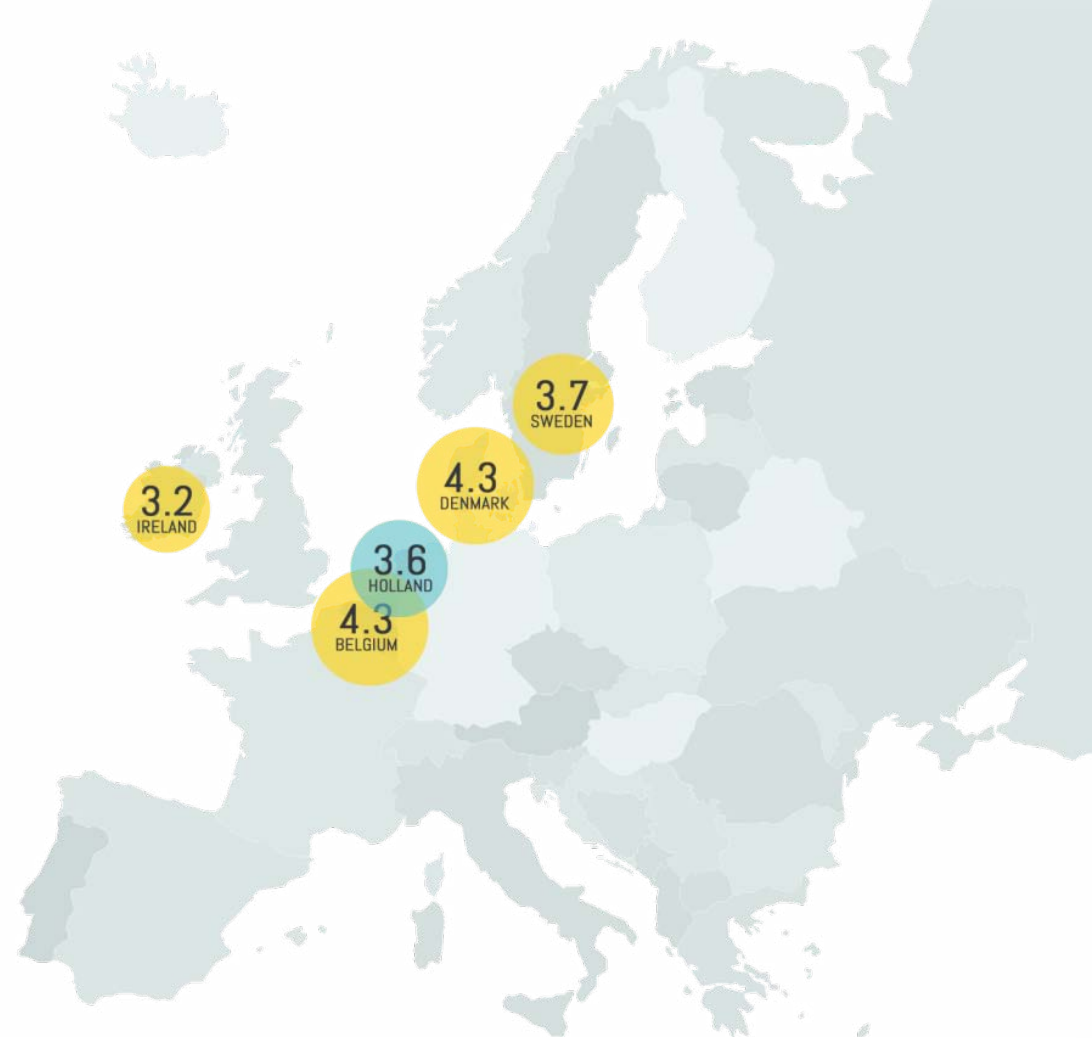 3.7
SWEDEN
4.3
DENMARK
3.2
IRELAND
3.6
HOLLAND
4.3
BELGIUM